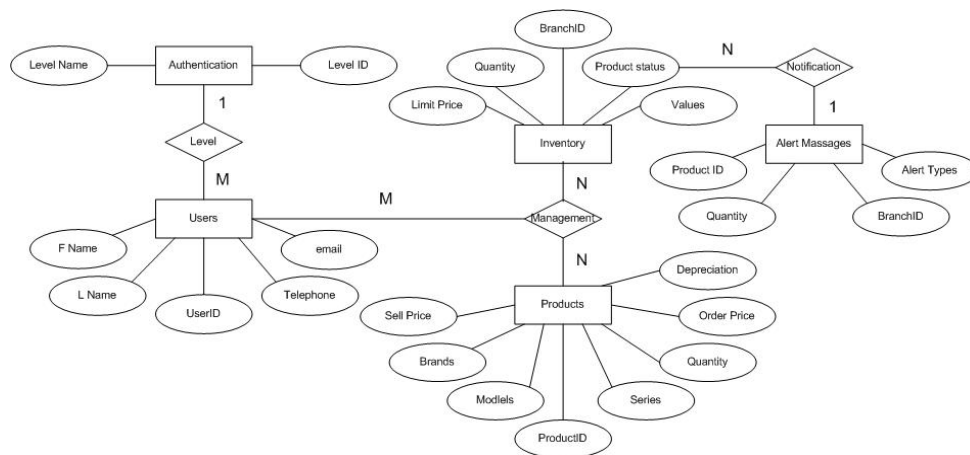 BranchID
N
Level Name
Authentication
Level ID
Quantity
Product status
Notification
1
Limit Price
Values
1
Level
Inventory
Alert Massages
Product ID
Alert Types
M
N
M
Users
Management
Quantity
BranchID
F Name
email
N
Depreciation
L Name
Telephone
UserID
Products
Sell Price
Order Price
Brands
Quantity
Modlels
Series
ProductID